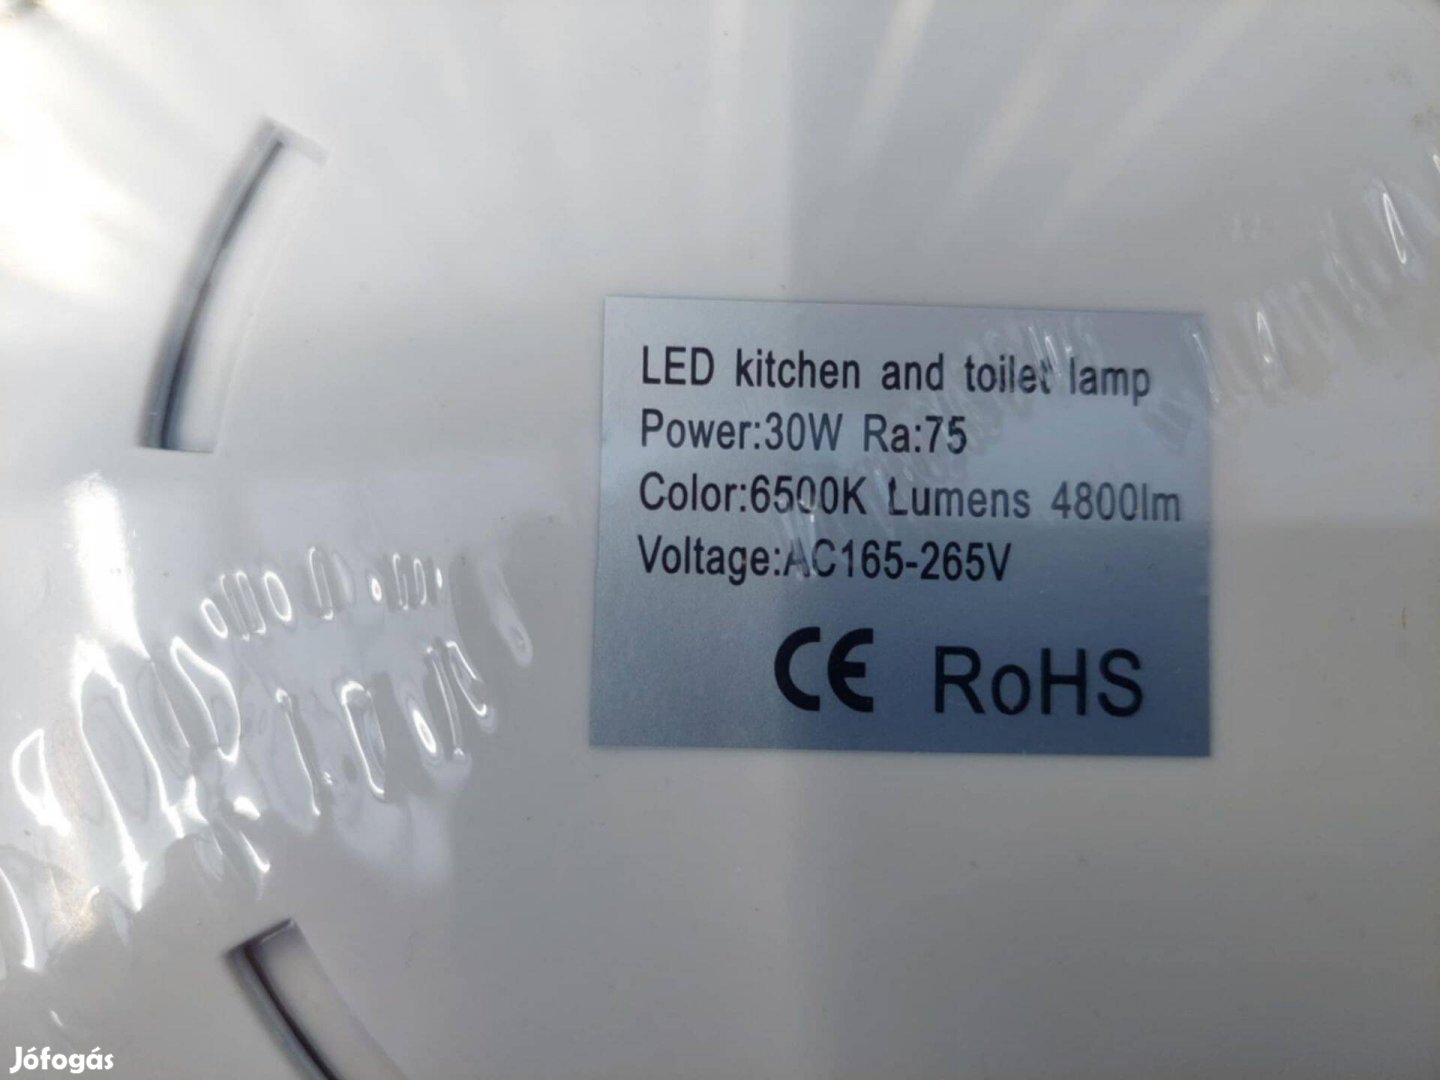 LED kitchen and toilet lamp
Power:30W Ra:75
Color:6500K Lumens 4800lm
Voltage:AC165-265V
CE RoHS
Jófogás